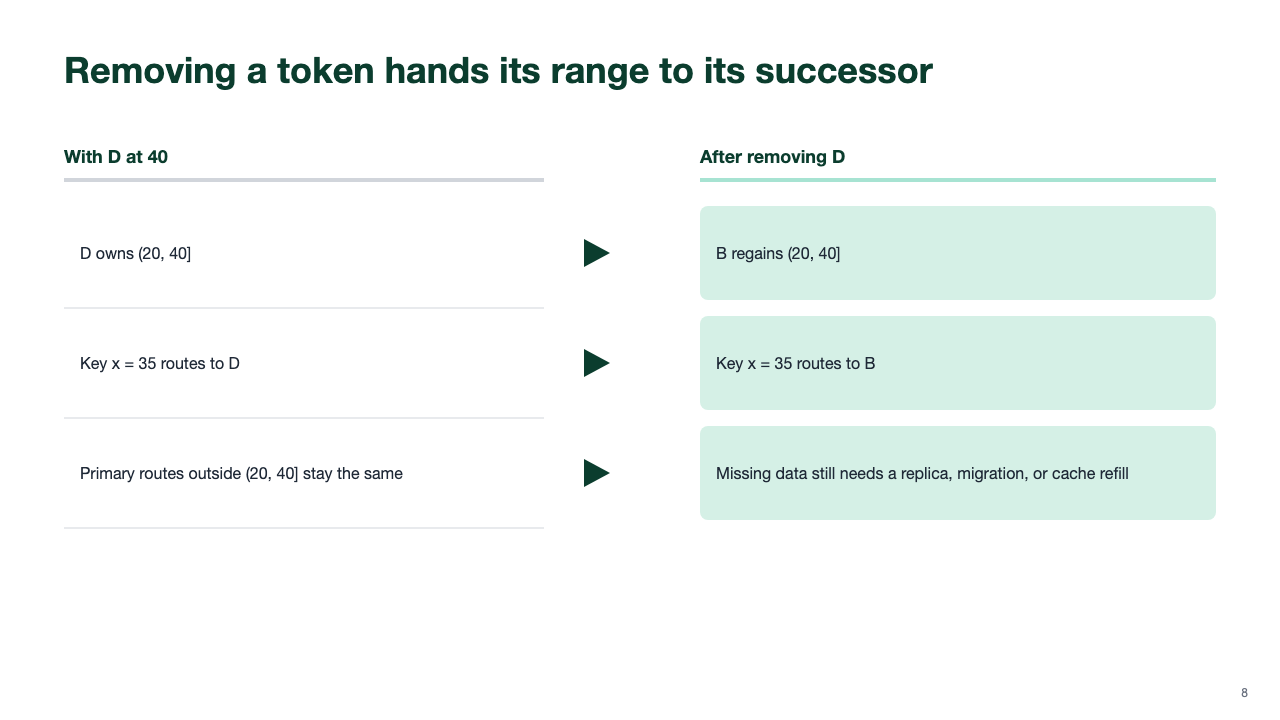 Removing a token hands its range to its successor
With D at 40
After removing D
D owns (20, 40]
B regains (20, 40]
Key x = 35 routes to D
Key x = 35 routes to B
Primary routes outside (20, 40] stay the same
Missing data still needs a replica, migration, or cache refill
8